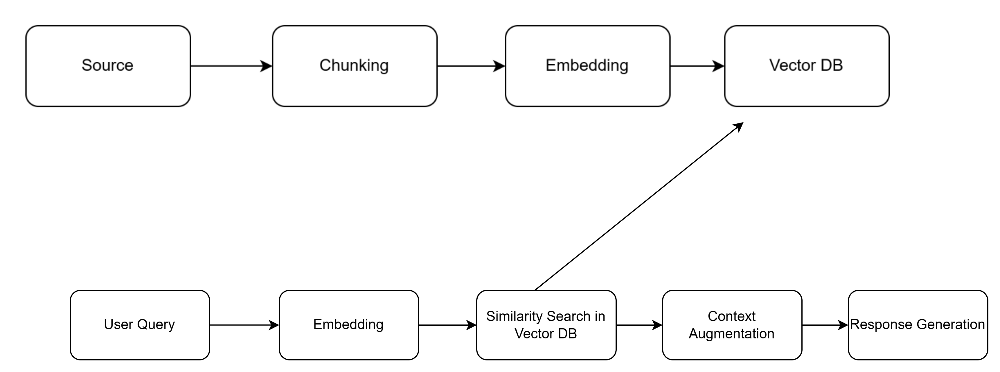 Source
Chunking
Embedding
Vector DB
User Query
Embedding
Similarity Search in
Vector DB
Context
Augmentation
Response Generation